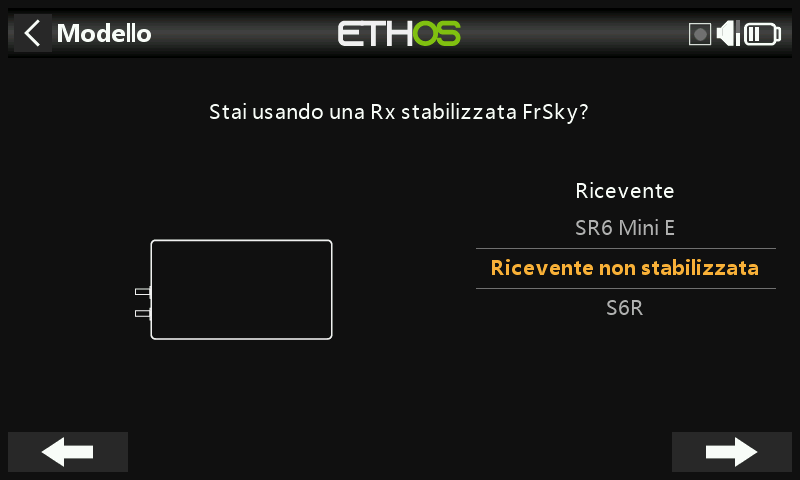 Modello
ETHOS
Stai usando una Rx stabilizzata FrSky?
Ricevente
SR6 Mini E
Ricevente non stabilizzata
S6R